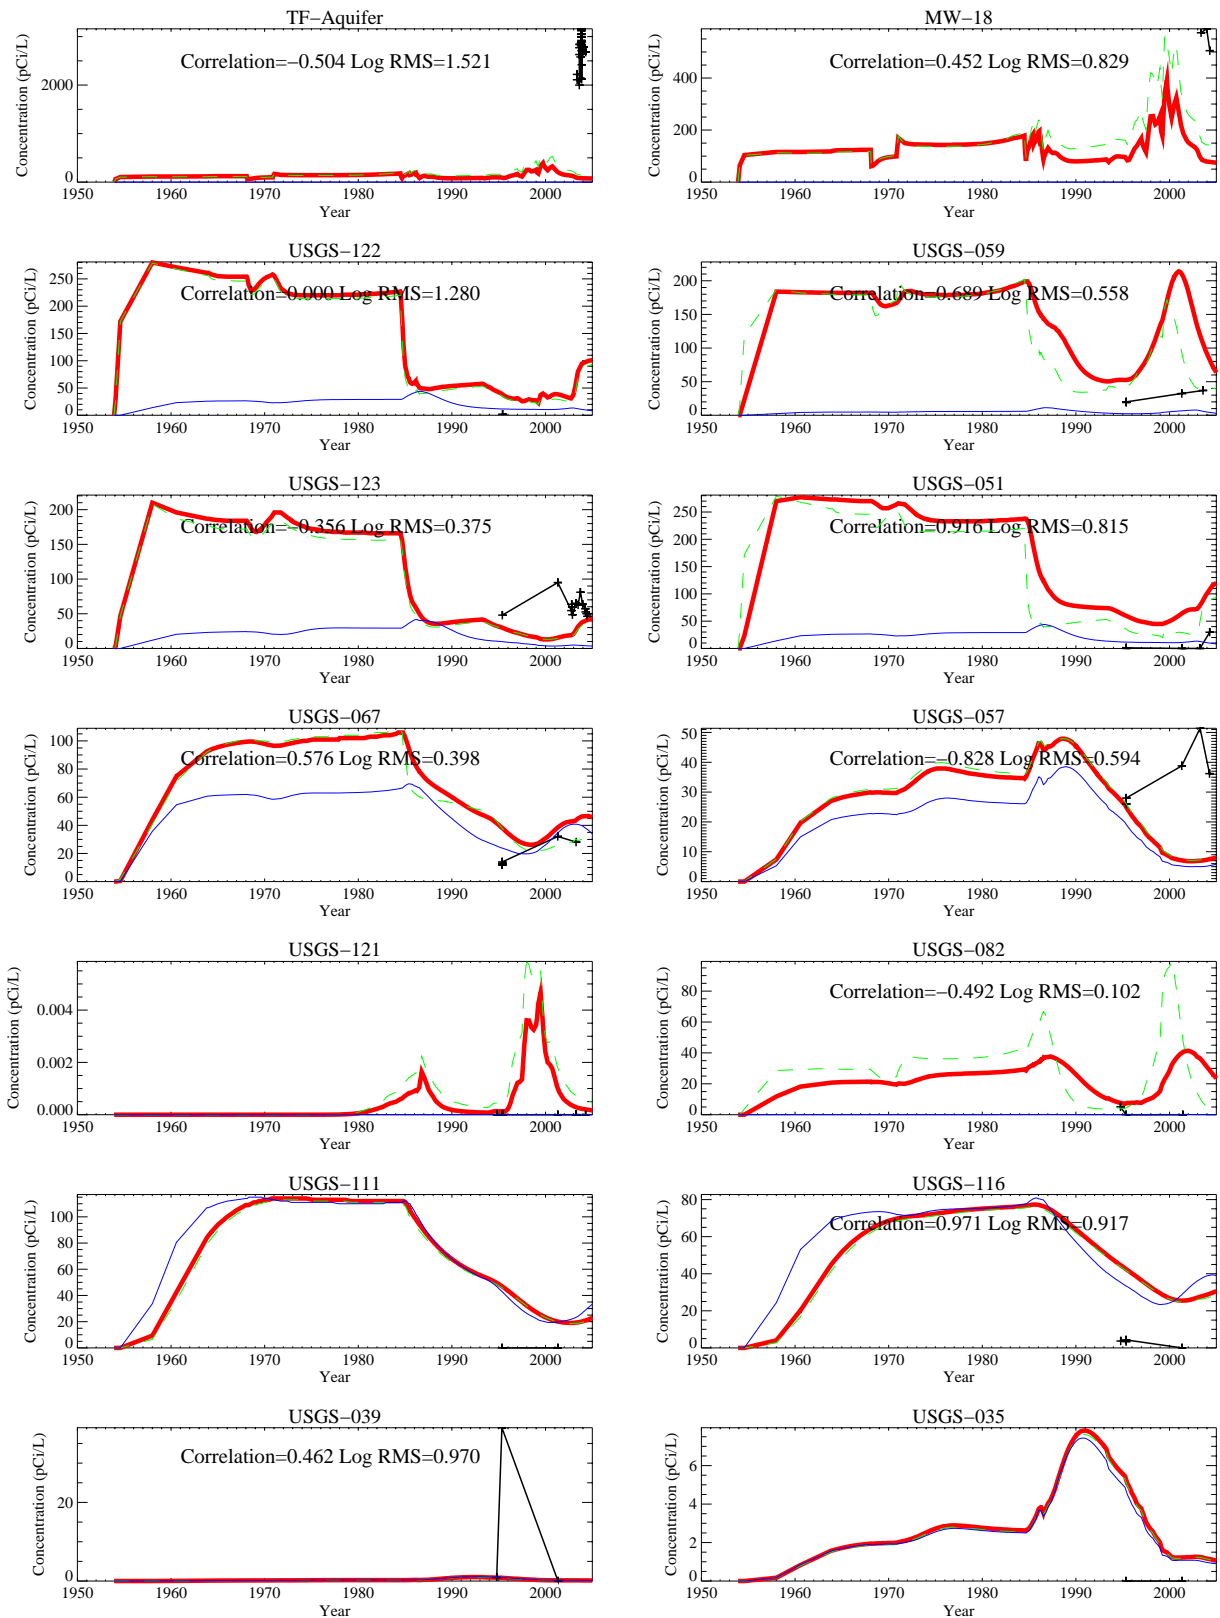 TF−Aquifer
Correlation=−0.504 Log RMS=1.521
Concentration (pCi/L)
2000
0
1950 1960 1970 1980 1990 2000
Year
MW−18
Correlation=0.452 Log RMS=0.829
Concentration (pCi/L)
400
200
0
1950 1960 1970 1980 1990 2000
Year
USGS−122
Correlation=0.000 Log RMS=1.280
Concentration (pCi/L)
250
200
150
100
50
0
1950 1960 1970 1980 1990 2000
Year
USGS−059
Correlation=0.689 Log RMS=0.558
Concentration (pCi/L)
200
150
100
50
0
1950 1960 1970 1980 1990 2000
Year
USGS−123
Correlation=−0.356 Log RMS=0.375
Concentration (pCi/L)
200
150
100
50
0
1950 1960 1970 1980 1990 2000
Year
USGS−051
Correlation=0.916 Log RMS=0.815
Concentration (pCi/L)
250
200
150
100
50
0
1950 1960 1970 1980 1990 2000
Year
USGS−067
Correlation=0.576 Log RMS=0.398
Concentration (pCi/L)
100
80
60
40
20
0
1950 1960 1970 1980 1990 2000
Year
USGS−057
Correlation=−0.828 Log RMS=0.594
Concentration (pCi/L)
50
40
30
20
10
0
1950 1960 1970 1980 1990 2000
Year
USGS−121
Concentration (pCi/L)
0.004
0.002
0.000
1950 1960 1970 1980 1990 2000
Year
USGS−082
Correlation=−0.492 Log RMS=0.102
Concentration (pCi/L)
80
60
40
20
0
1950 1960 1970 1980 1990 2000
Year
USGS−111
Concentration (pCi/L)
100
80
60
40
20
0
1950 1960 1970 1980 1990 2000
Year
USGS−116
Correlation=0.971 Log RMS=0.917
Concentration (pCi/L)
80
60
40
20
0
1950 1960 1970 1980 1990 2000
Year
USGS−039
Correlation=0.462 Log RMS=0.970
Concentration (pCi/L)
20
0
1950 1960 1970 1980 1990 2000
Year
USGS−035
Concentration (pCi/L)
6
4
2
0
1950 1960 1970 1980 1990 2000
Year